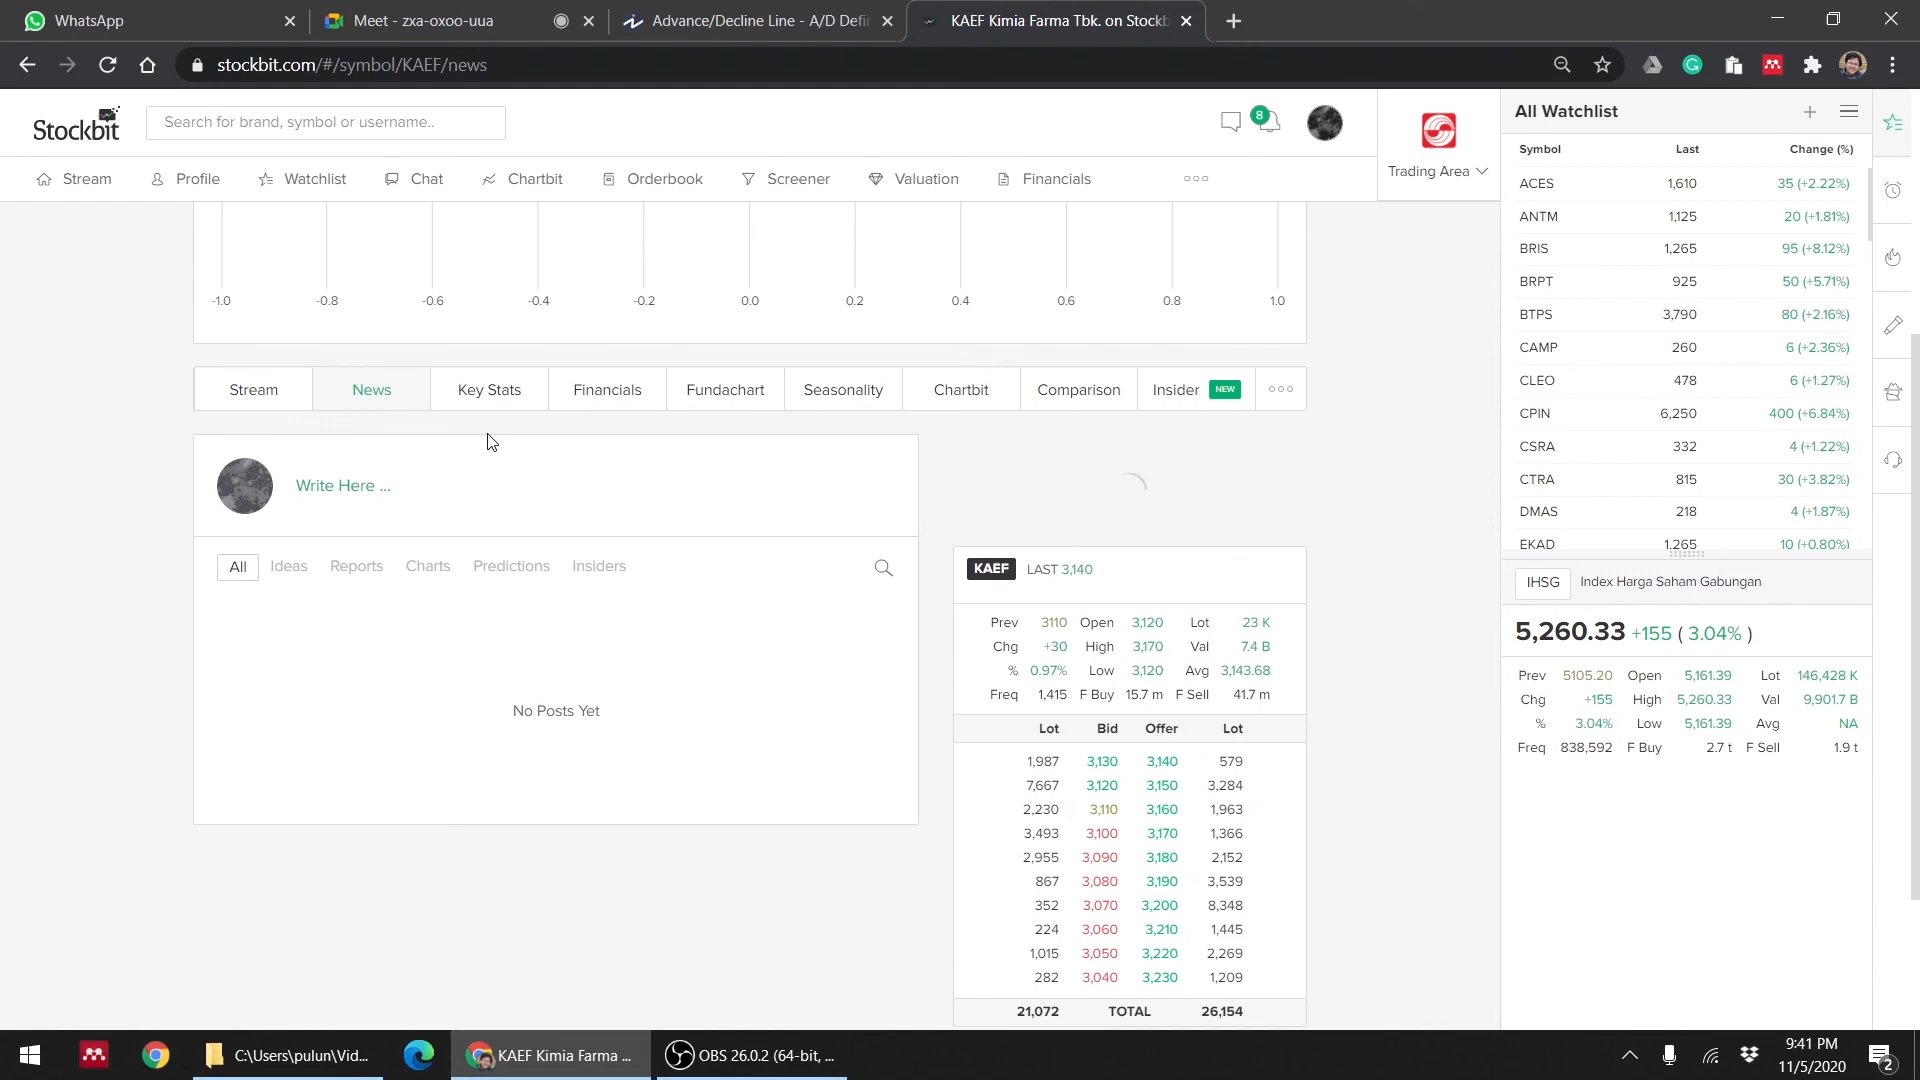 WhatsApp
Meet - zxa-oxoo-uua
Advance/Decline Line - A/D Defin
KAEF Kimia Farma Tbk. on Stockb
stockbit.com/#/symbol/KAEF/news
Stockbit
Search for brand, symbol or username..
8
Trading Area
Stream Profile Watchlist Chat Chartbit Orderbook Screener Valuation Financials
-1.0 -0.8 -0.6 -0.4 -0.2 0.0 0.2 0.4 0.6 0.8 1.0
Stream News Key Stats Financials Fundachart Seasonality Chartbit Comparison Insider NEW
Write Here ...
All Ideas Reports Charts Predictions Insiders
No Posts Yet
KAEF LAST 3,140
Prev 3110 Open 3,120 Lot 23 K
Chg +30 High 3,170 Val 7.4 B
% 0.97% Low 3,120 Avg 3,143.68
Freq 1,415 F Buy 15.7 m F Sell 41.7 m
Lot Bid Offer Lot
1,987 3,130 3,140 579
7,667 3,120 3,150 3,284
2,230 3,110 3,160 1,963
3,493 3,100 3,170 1,366
2,955 3,090 3,180 2,152
867 3,080 3,190 3,539
352 3,070 3,200 8,348
224 3,060 3,210 1,445
1,015 3,050 3,220 2,269
282 3,040 3,230 1,209
21,072 TOTAL 26,154
All Watchlist
Symbol Last Change (%)
ACES 1,610 35 (+2.22%)
ANTM 1,125 20 (+1.81%)
BRIS 1,265 95 (+8.12%)
BRPT 925 50 (+5.71%)
BTPS 3,790 80 (+2.16%)
CAMP 260 6 (+2.36%)
CLEO 478 6 (+1.27%)
CPIN 6,250 400 (+6.84%)
CSRA 332 4 (+1.22%)
CTRA 815 30 (+3.82%)
DMAS 218 4 (+1.87%)
EKAD 1,265 10 (+0.80%)
IHSG Index Harga Saham Gabungan
5,260.33 +155 ( 3.04% )
Prev 5105.20 Open 5,161.39 Lot 146,428 K
Chg +155 High 5,260.33 Val 9,901.7 B
% 3.04% Low 5,161.39 Avg NA
Freq 838,592 F Buy 2.7 t F Sell 1.9 t
C:\Users\pulun\Vid...
KAEF Kimia Farma ...
OBS 26.0.2 (64-bit, ...
9:41 PM
11/5/2020
2